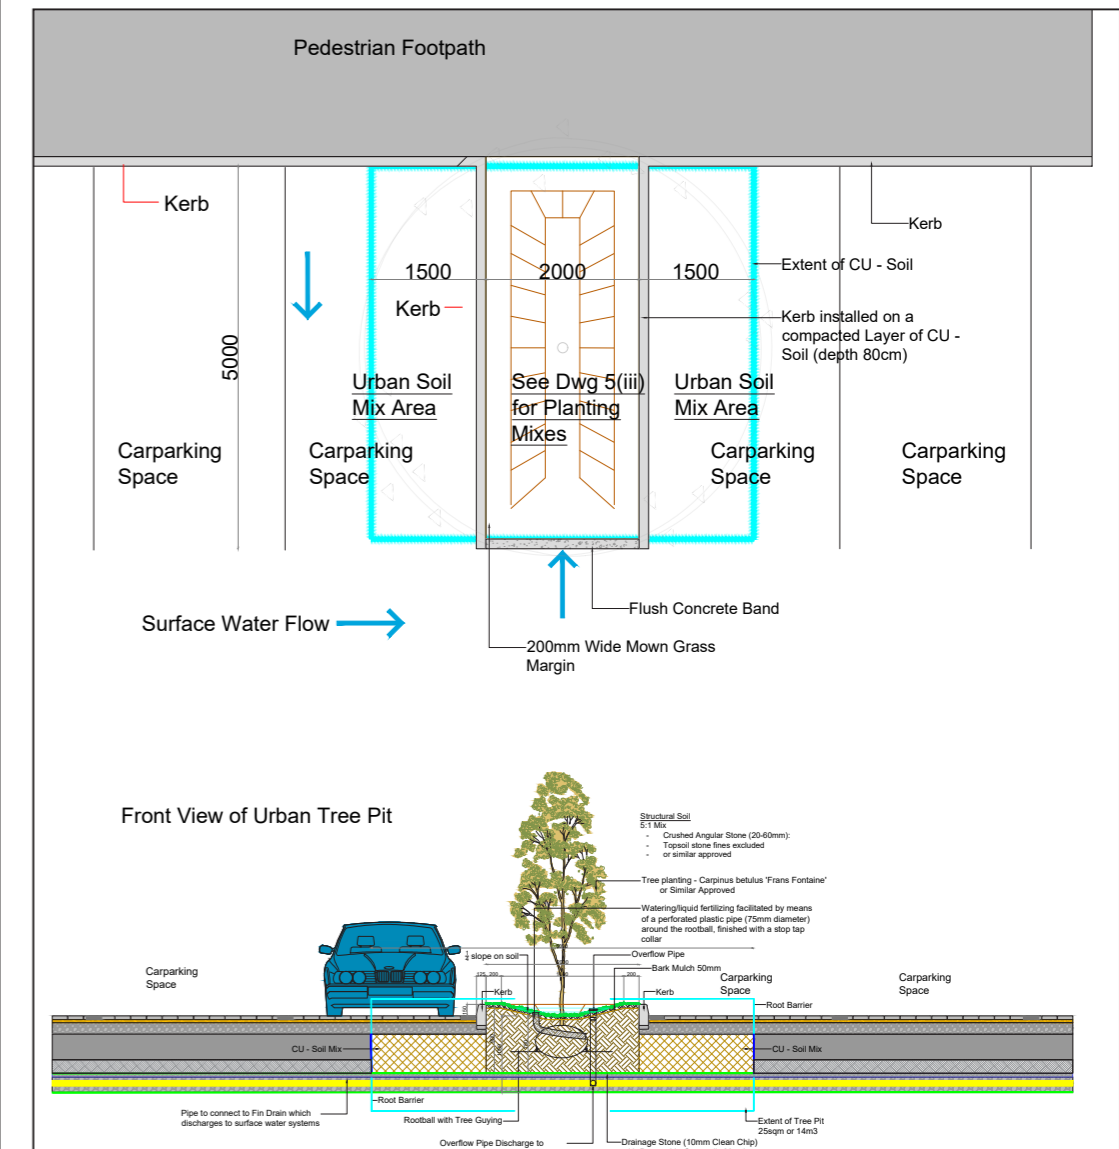 Pedestrian Footpath
Kerb
Kerb
1500
2000
1500
Extent of CU - Soil
Kerb
Kerb installed on a
compacted Layer of CU -
Soil (depth 80cm)
5000
Urban Soil
Mix Area
See Dwg 5(iii)
for Planting
Mixes
Urban Soil
Mix Area
Carparking
Space
Carparking
Space
Carparking
Space
Carparking
Space
Flush Concrete Band
Surface Water Flow
200mm Wide Mown Grass
Margin
Front View of Urban Tree Pit
Structural Soil
5:1 Mix
- Crushed Angular Stone (20-60mm):
- Topsoil stone fines excluded
- or similar approved
Tree planting - Carpinus betulus 'Frans Fontaine'
or Similar Approved
Watering/liquid fertilizing facilitated by means
of a perforated plastic pipe (75mm diameter)
around the rootball, finished with a stop tap
collar
slope on soil
Overflow Pipe
Bark Mulch 50mm
125
200
200
Carparking
Space
Carparking
Space
Carparking
Space
Kerb
Kerb
Root Barrier
CU - Soil Mix
CU - Soil Mix
Root Barrier
Pipe to connect to Fin Drain which
discharges to surface water systems
Rootball with Tree Guying
Extent of Tree Pit
25sqm or 14m3
Overflow Pipe Discharge to
Drainage Stone (10mm Clean Chip)